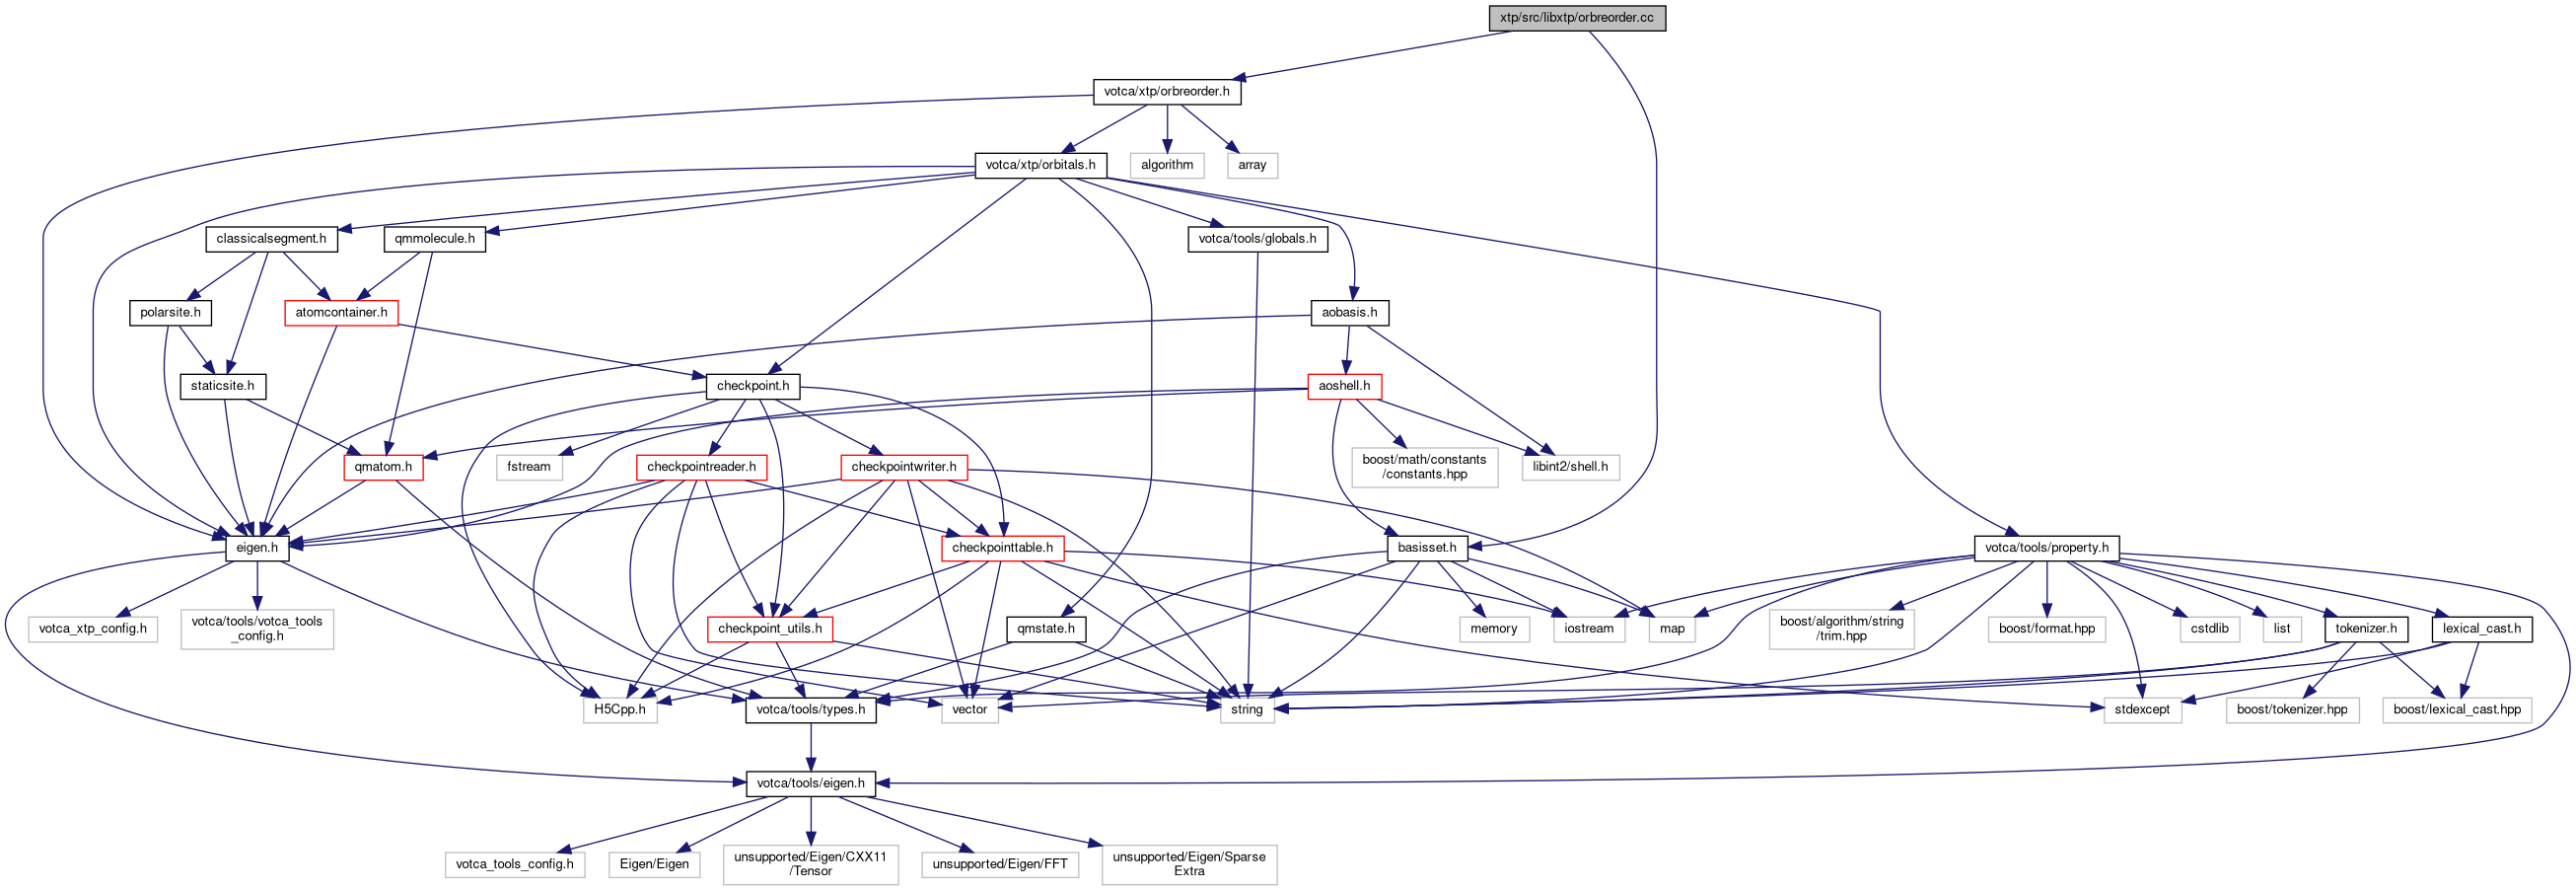 xtp/src/libxtp/orbreorder.cc
votca/xtp/orbreorder.h
votca/xtp/orbitals.h
algorithm
array
classicalsegment.h
qmmolecule.h
votca/tools/globals.h
polarsite.h
atomcontainer.h
aobasis.h
staticsite.h
checkpoint.h
aoshell.h
qmatom.h
fstream
checkpointreader.h
checkpointwriter.h
boost/math/constants
/constants.hpp
libint2/shell.h
eigen.h
checkpointtable.h
basisset.h
votca/tools/property.h
votca_xtp_config.h
votca/tools/votca_tools
_config.h
checkpoint_utils.h
qmstate.h
memory
iostream
map
boost/algorithm/string
/trim.hpp
boost/format.hpp
cstdlib
list
tokenizer.h
lexical_cast.h
H5Cpp.h
votca/tools/types.h
vector
string
stdexcept
boost/tokenizer.hpp
boost/lexical_cast.hpp
votca/tools/eigen.h
votca_tools_config.h
Eigen/Eigen
unsupported/Eigen/CXX11
/Tensor
unsupported/Eigen/FFT
unsupported/Eigen/Sparse
Extra